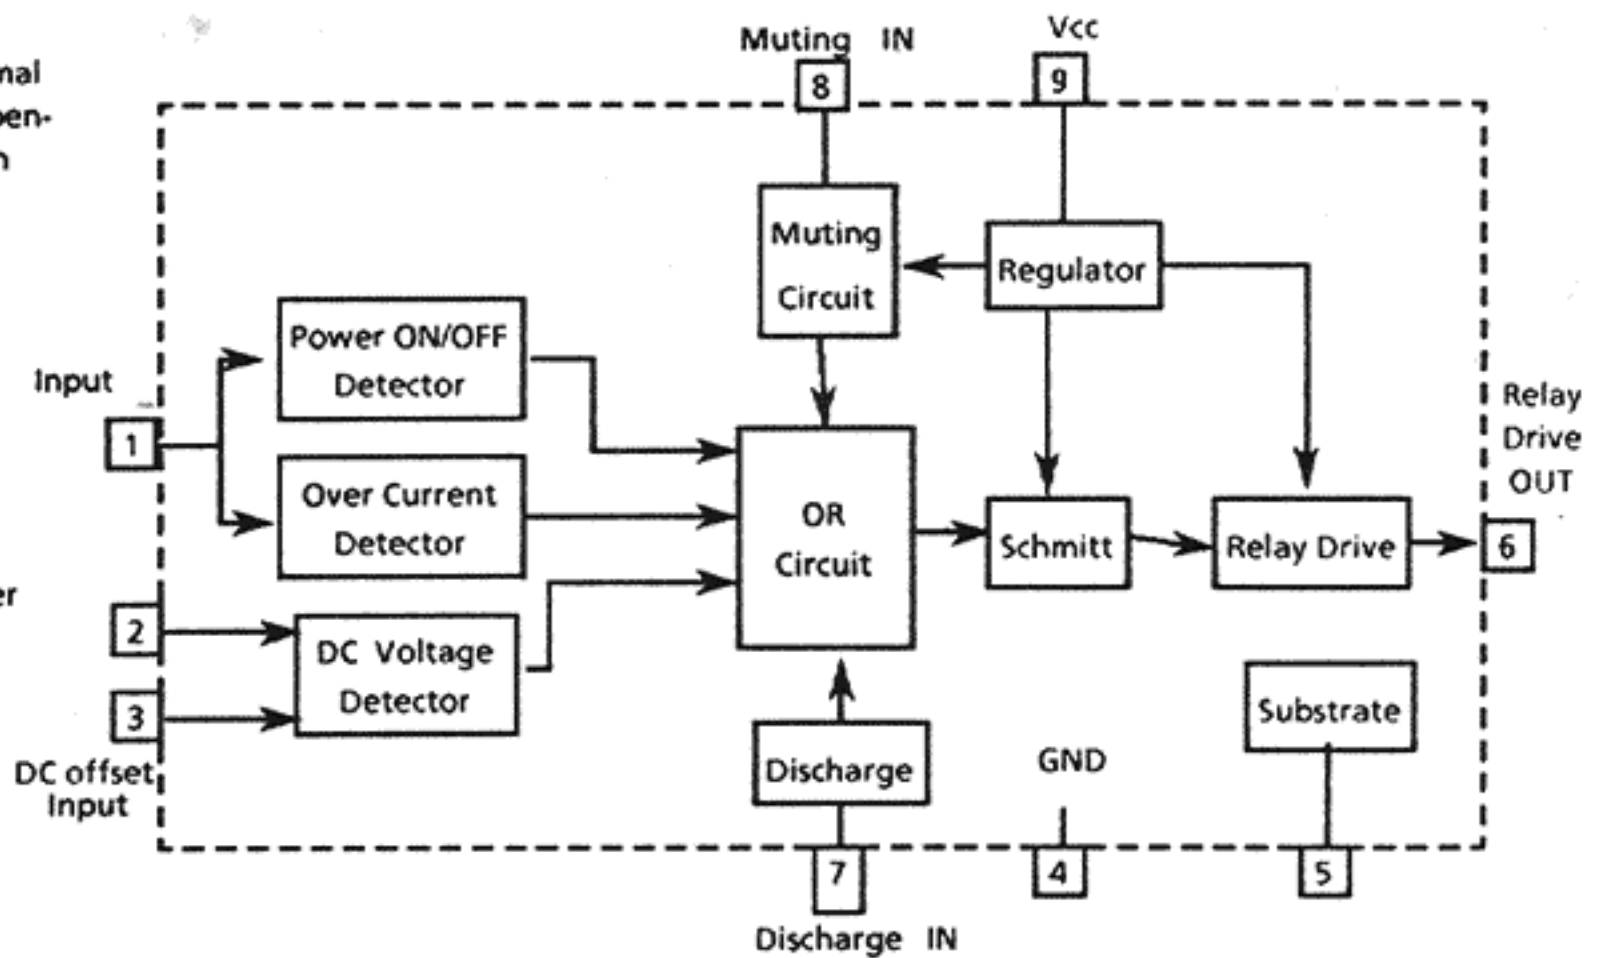 Muting IN
Vcc
8
9
Muting
Circuit
Regulator
Power ON/OFF
Detector
Input
1
Over Current
Detector
OR
Circuit
Schmitt
Relay Drive
Relay
Drive
OUT
6
2
3
DC Voltage
Detector
DC offset
Input
Discharge
GND
Substrate
7
4
5
Discharge IN